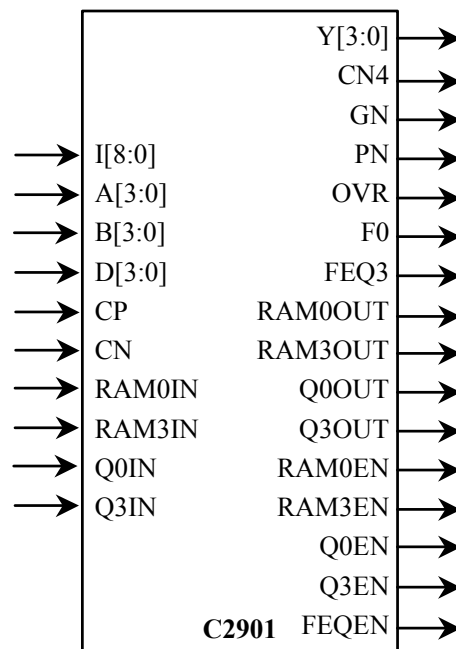 Y[3:0]
CN4
GN
I[8:0] PN
A[3:0] OVR
B[3:0] F0
D[3:0] FEQ3
CP RAM0OUT
CN RAM3OUT
RAM0IN Q0OUT
RAM3IN Q3OUT
Q0IN RAM0EN
Q3IN RAM3EN
Q0EN
Q3EN
C2901 FEQEN